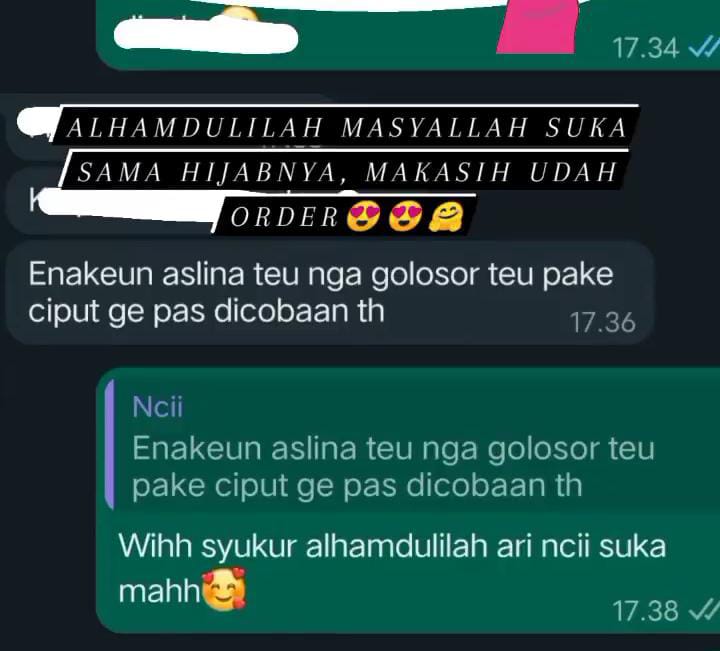 17.34
ALHAMDULILAH MASYALLAH SUKA
SAMA HIJABNYA, MAKASIH UDAH
ORDER😍😍🤗
Enakeun aslina teu nga golosor teu pake
ciput ge pas dicobaan th
17.36
Ncii
Enakeun aslina teu nga golosor teu
pake ciput ge pas dicobaan th
Wihh syukur alhamdulilah ari ncii suka
mahh🥰
17.38